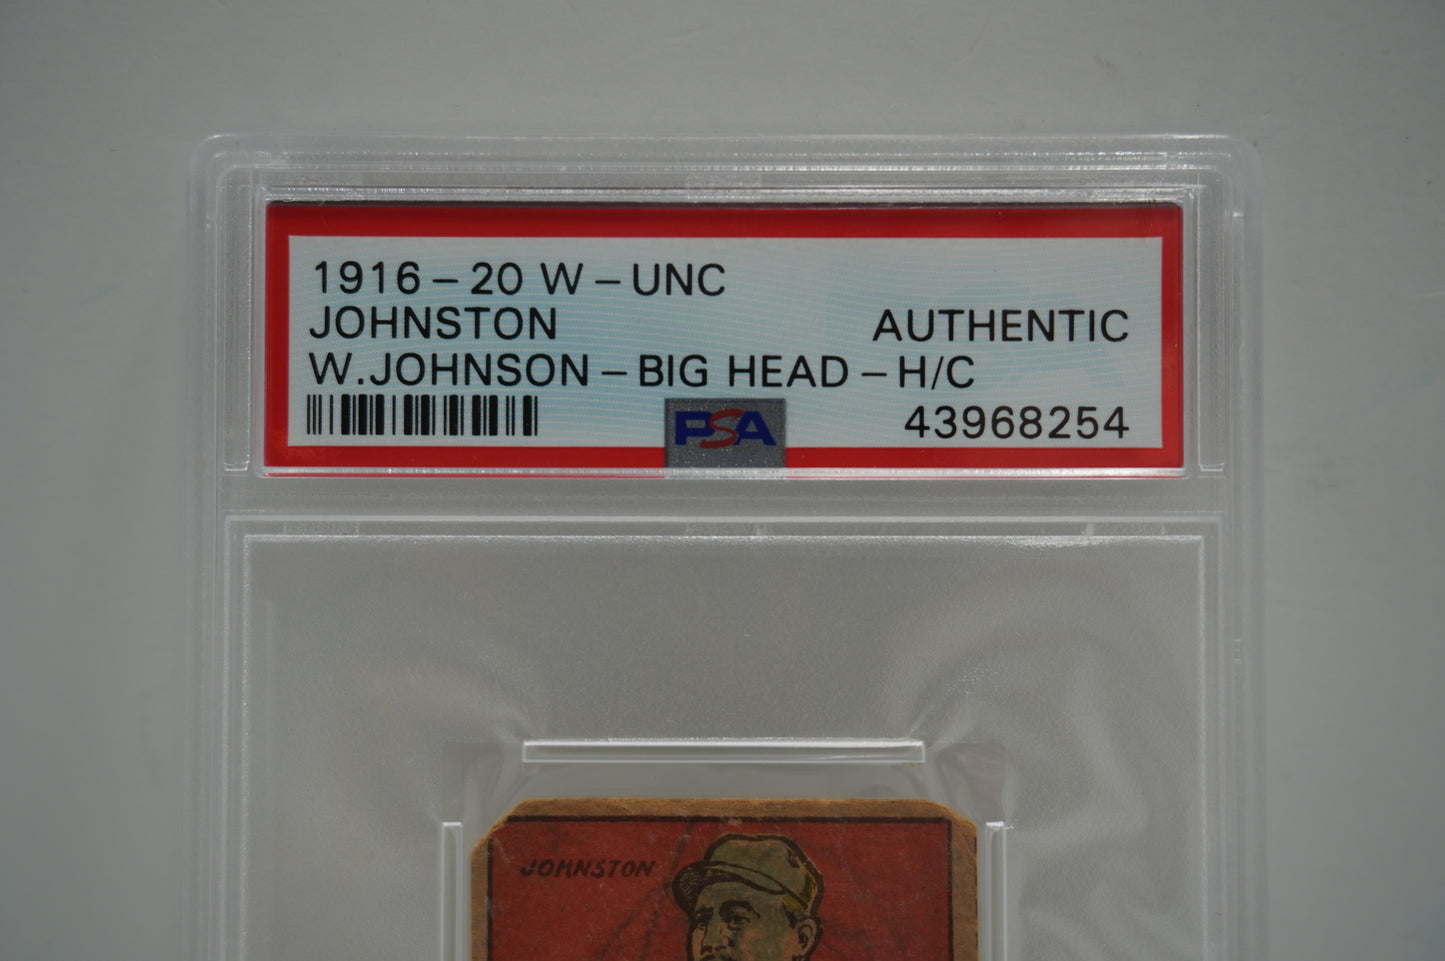 1916-20 W-UNC
JOHNSTON AUTHENTIC
W.JOHNSON-BIG HEAD-H/C
PSA 43968254
JOHNSTON